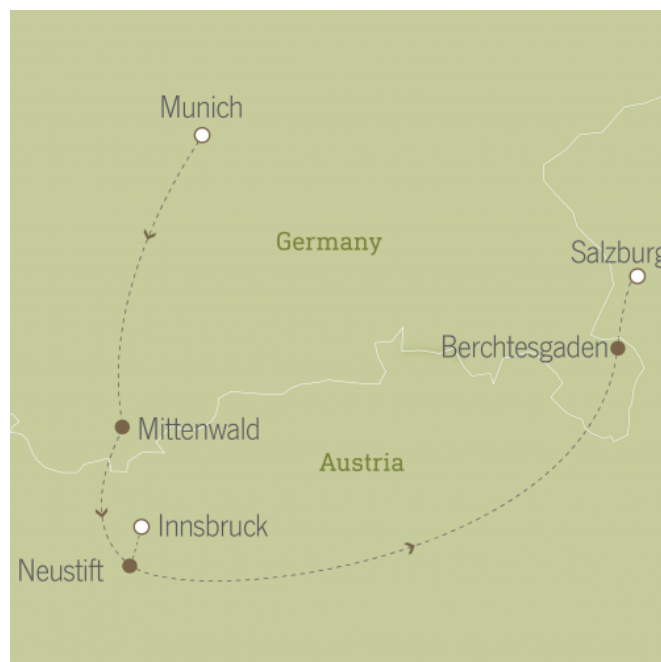 Munich
Germany
Salzburg
Berchtesgaden
Mittenwald
Austria
Innsbruck
Neustift